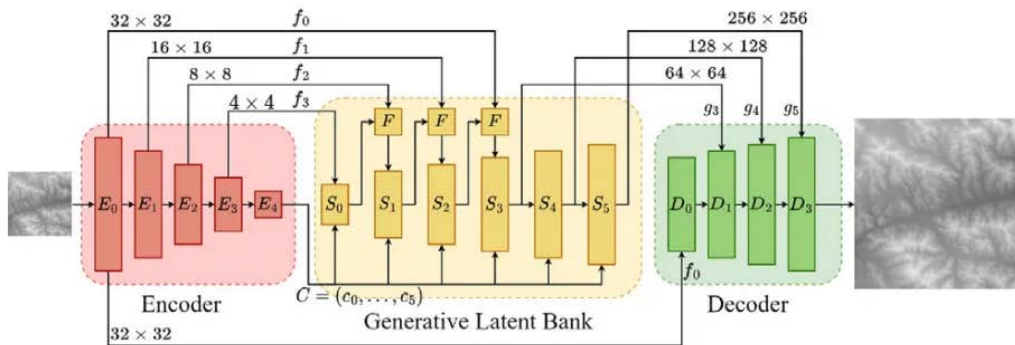 32 × 32 f₀ 256 × 256
16 × 16 f₁ 128 × 128
8 × 8 f₂ 64 × 64
4 × 4 f₃ g₃ g₄ g₅
F F F
E₀ E₁ E₂ E₃ E₄ S₀ S₁ S₂ S₃ S₄ S₅ D₀ D₁ D₂ D₃
f₀
C = (c₀, . . . , c₅)
Encoder Generative Latent Bank Decoder
32 × 32